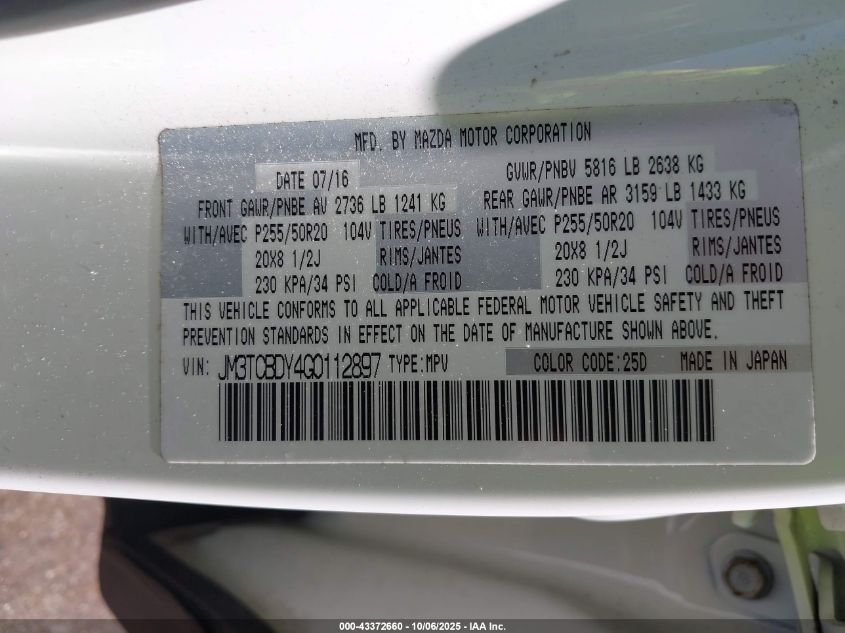 MFD. BY MAZDA MOTOR CORPORATION
DATE 07/16 GVWR/PNBV 5816 LB 2638 KG
FRONT GAWR/PNBE AV 2736 LB 1241 KG REAR GAWR/PNBE AR 3159 LB 1433 KG
WITH/AVEC P255/50R20 104V TIRES/PNEUS WITH/AVEC P255/50R20 104V TIRES/PNEUS
20X8 1/2J RIMS/JANTES 20X8 1/2J RIMS/JANTES
230 KPA/34 PSI COLD/A FROID 230 KPA/34 PSI COLD/A FROID
THIS VEHICLE CONFORMS TO ALL APPLICABLE FEDERAL MOTOR VEHICLE SAFETY AND THEFT
PREVENTION STANDARDS IN EFFECT ON THE DATE OF MANUFACTURE SHOWN ABOVE.
VIN: JM3TCBDY4G0112897 TYPE:MPV COLOR CODE:25D MADE IN JAPAN
000-43372660 - 10/06/2025 - IAA Inc.